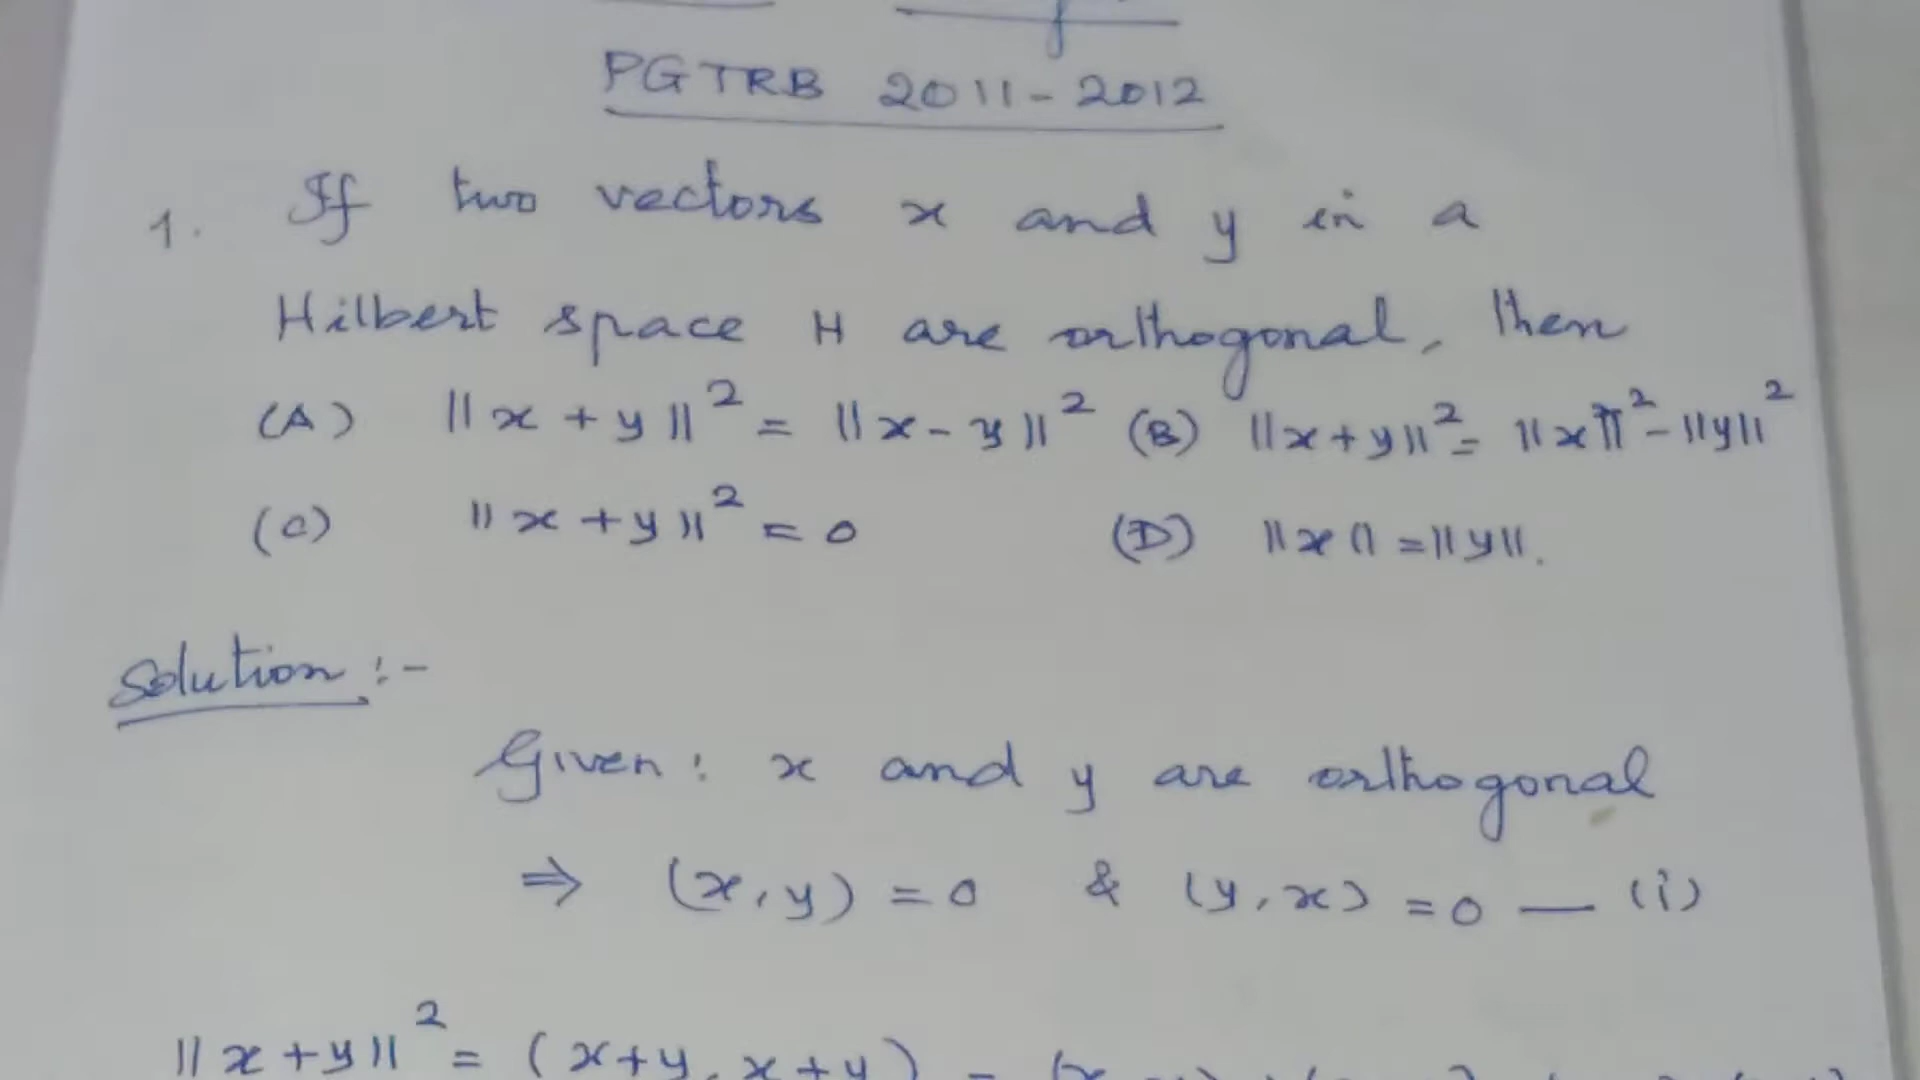 PGTRB 2011-2012
1. If two vectors x and y in a
Hilbert space H are orthogonal, then
(A) ||x + y||² = ||x - y||² (B) ||x + y||² = ||x||² - ||y||²
(C) ||x + y||² = 0 (D) ||x|| = ||y||.
Solution :-
Given : x and y are orthogonal
⇒ (x, y) = 0 & (y, x) = 0 — (i)
||x + y||² = (x+y, x+y) =